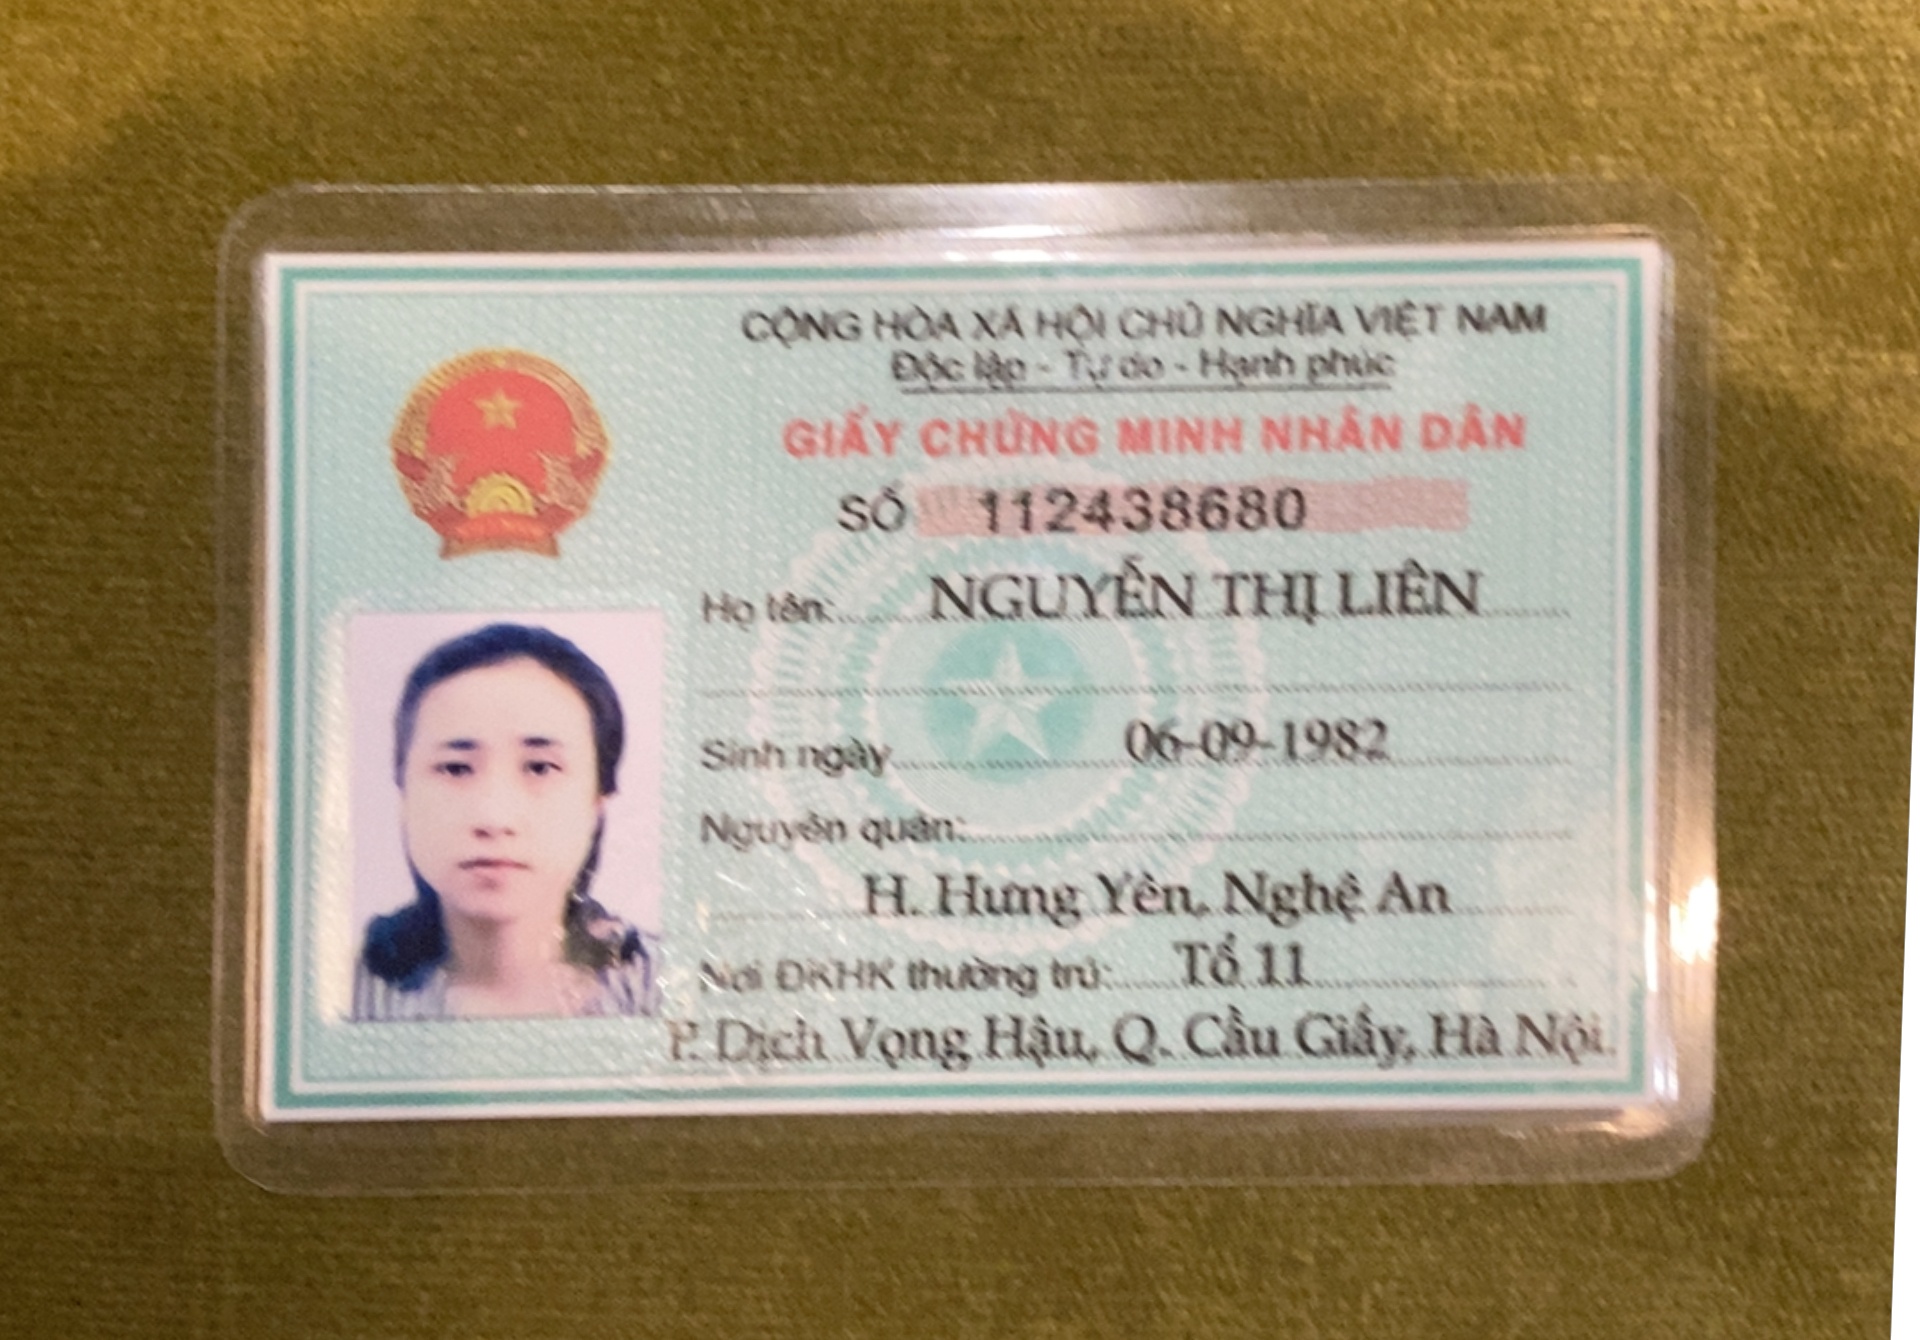 CỘNG HÒA XÃ HỘI CHỦ NGHĨA VIỆT NAM
Độc lập - Tự do - Hạnh phúc
GIẤY CHỨNG MINH NHÂN DÂN
SỐ 112438680
Họ tên: NGUYỄN THỊ LIÊN
Sinh ngày 06-09-1982
Nguyên quán:
H. Hưng Yên, Nghệ An
Nơi ĐKHK thường trú: Tổ 11
P. Dịch Vọng Hậu, Q. Cầu Giấy, Hà Nội.